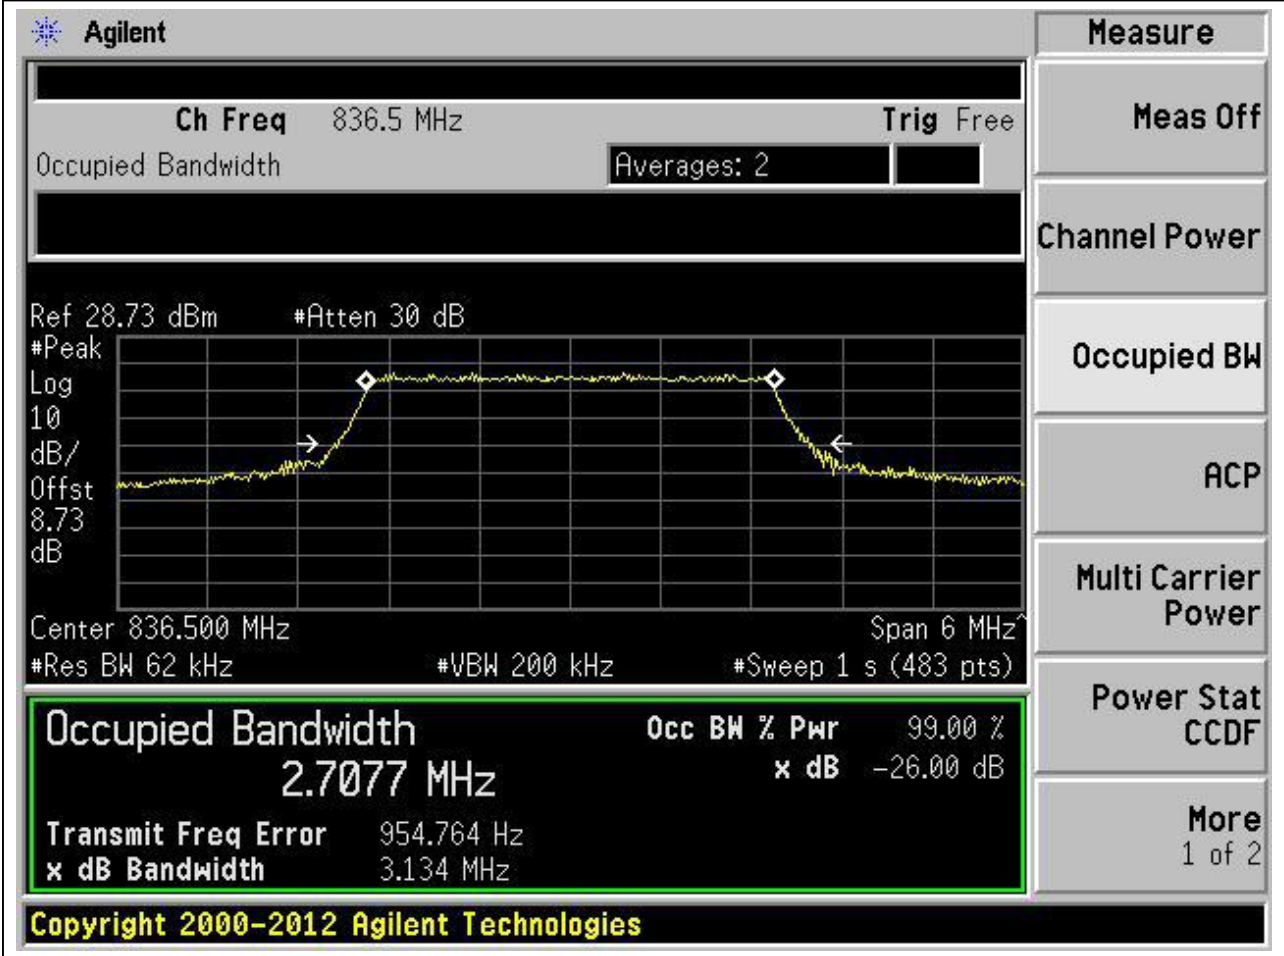 Agilent
Measure
Ch Freq 836.5 MHz Trig Free
Occupied Bandwidth Averages: 2
Meas Off
Channel Power
Occupied BW
ACP
Multi Carrier
Power
Power Stat
CCDF
More
1 of 2
Ref 28.73 dBm #Atten 30 dB
#Peak
Log
10
dB/
Offst
8.73
dB
Center 836.500 MHz Span 6 MHz^
#Res BW 62 kHz #VBW 200 kHz #Sweep 1 s (483 pts)
Occupied Bandwidth Occ BW % Pwr 99.00 %
2.7077 MHz x dB -26.00 dB
Transmit Freq Error 954.764 Hz
x dB Bandwidth 3.134 MHz
Copyright 2000-2012 Agilent Technologies